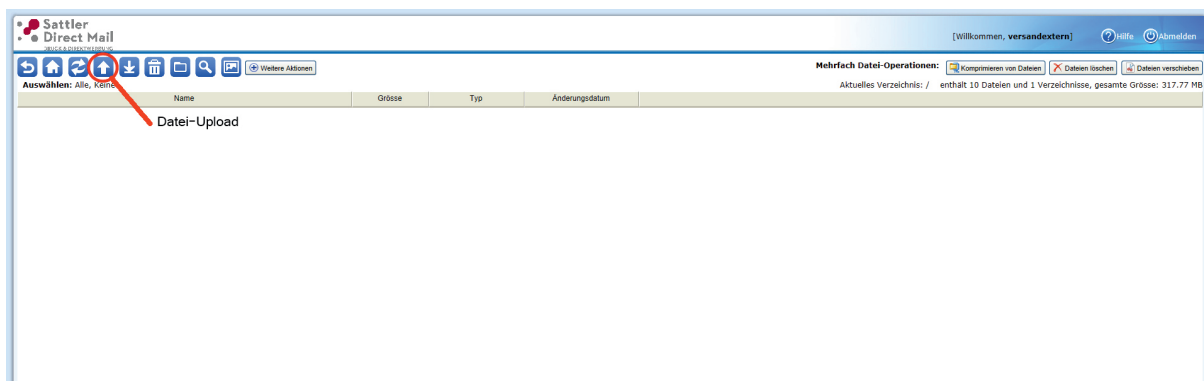 Sattler
Direct Mail
DRUCK & DIREKTWERBUNG
[Willkommen, versandextern] Hilfe Abmelden
Weitere Aktionen
Mehrfach Datei-Operationen: Komprimieren von Dateien Dateien löschen Dateien verschieben
Auswählen: Alle, Keine
Aktuelles Verzeichnis: / enthält 10 Dateien und 1 Verzeichnisse, gesamte Grösse: 317.77 MB
Name Grösse Typ Änderungsdatum
Datei-Upload